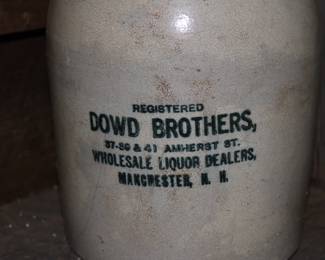 REGISTERED
DOWD BROTHERS,
37-39 & 41 AMHERST ST.
WHOLESALE LIQUOR DEALERS,
MANCHESTER, N. H.